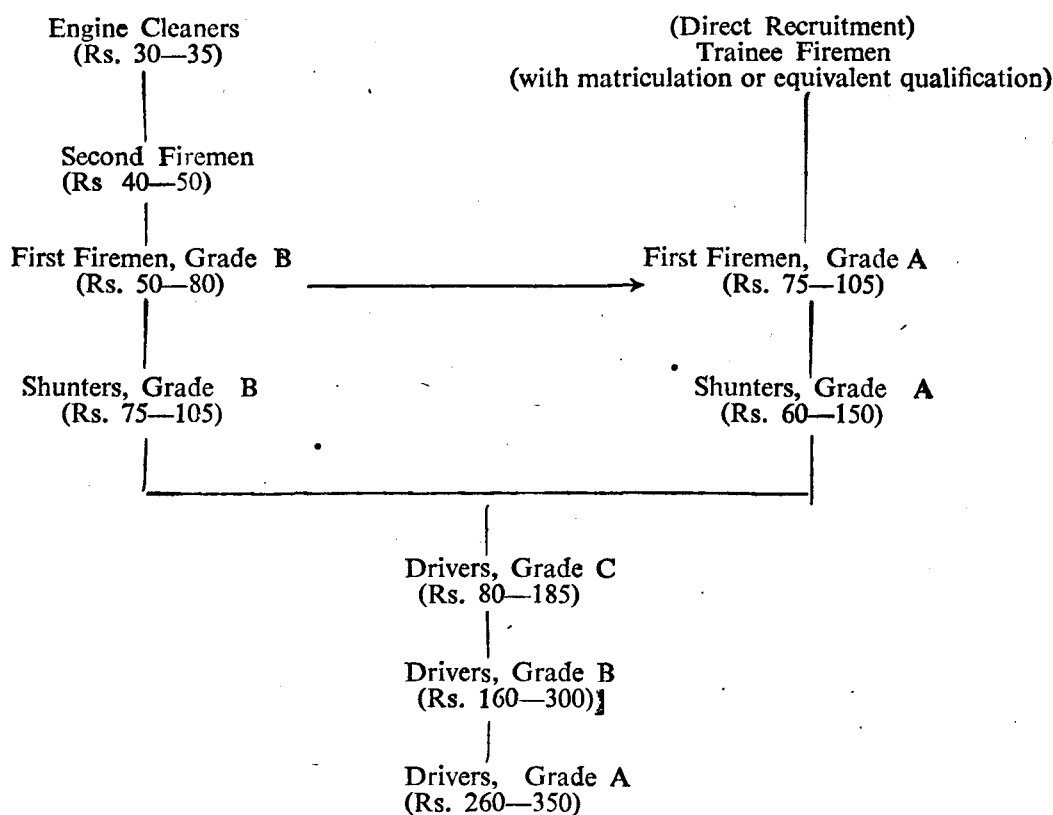 Engine Cleaners
(Rs. 30—35)
(Direct Recruitment)
Trainee Firemen
(with matriculation or equivalent qualification)
Second Firemen
(Rs 40—50)
First Firemen, Grade B
(Rs. 50—80)
First Firemen, Grade A
(Rs. 75—105)
Shunters, Grade B
(Rs. 75—105)
Shunters, Grade A
(Rs. 60—150)
Drivers, Grade C
(Rs. 80—185)
Drivers, Grade B
(Rs. 160—300)]
Drivers, Grade A
(Rs. 260—350)